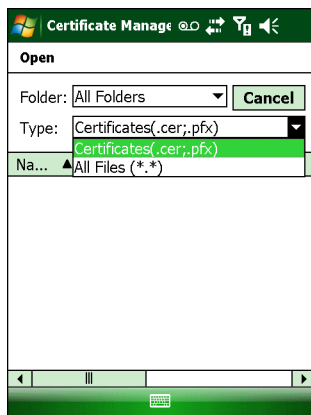 Certificate Manage
Open
Folder: All Folders Cancel
Type: Certificates(.cer;.pfx)
Certificates(.cer;.pfx)
All Files (*.*)
Na...